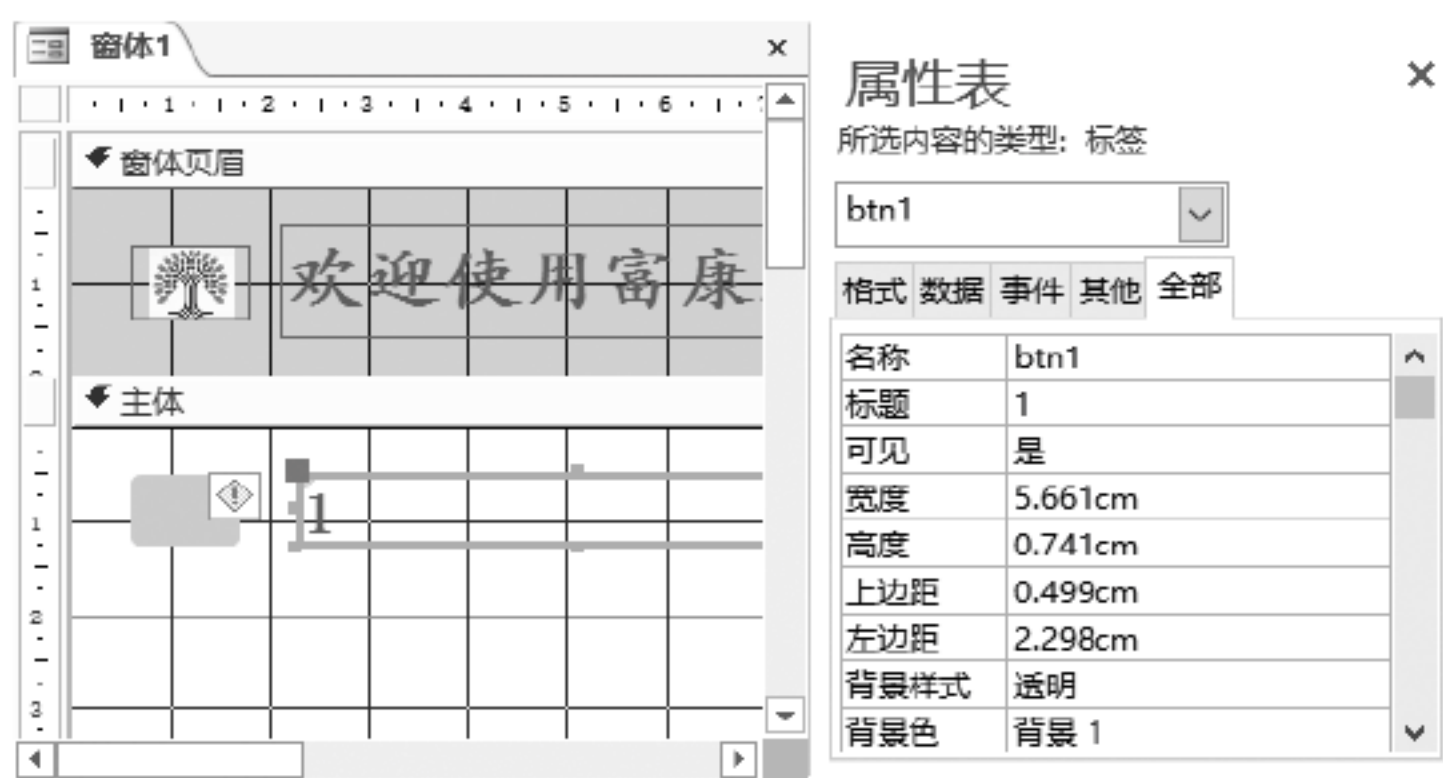 窗体1
1 2 3 4 5 6
窗体页眉
1
欢迎使用富康
主体
1
1
2
3
属性表
所选内容的类型: 标签
btn1
格式 数据 事件 其他 全部
名称 btn1
标题 1
可见 是
宽度 5.661cm
高度 0.741cm
上边距 0.499cm
左边距 2.298cm
背景样式 透明
背景色 背景 1